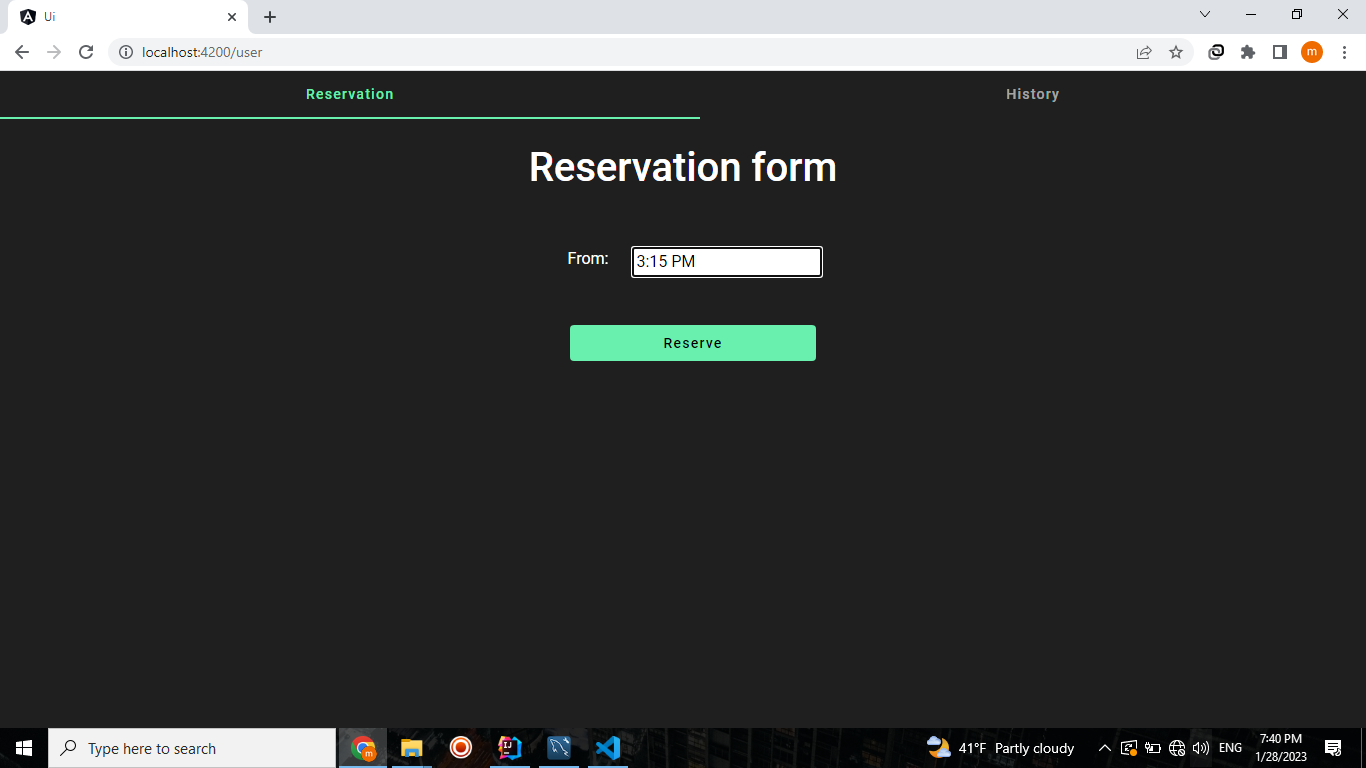 Ui
localhost:4200/user
m
Reservation
History
Reservation form
From:
3:15 PM
Reserve
Type here to search
m
IJ
41°F Partly cloudy
ENG
7:40 PM
1/28/2023